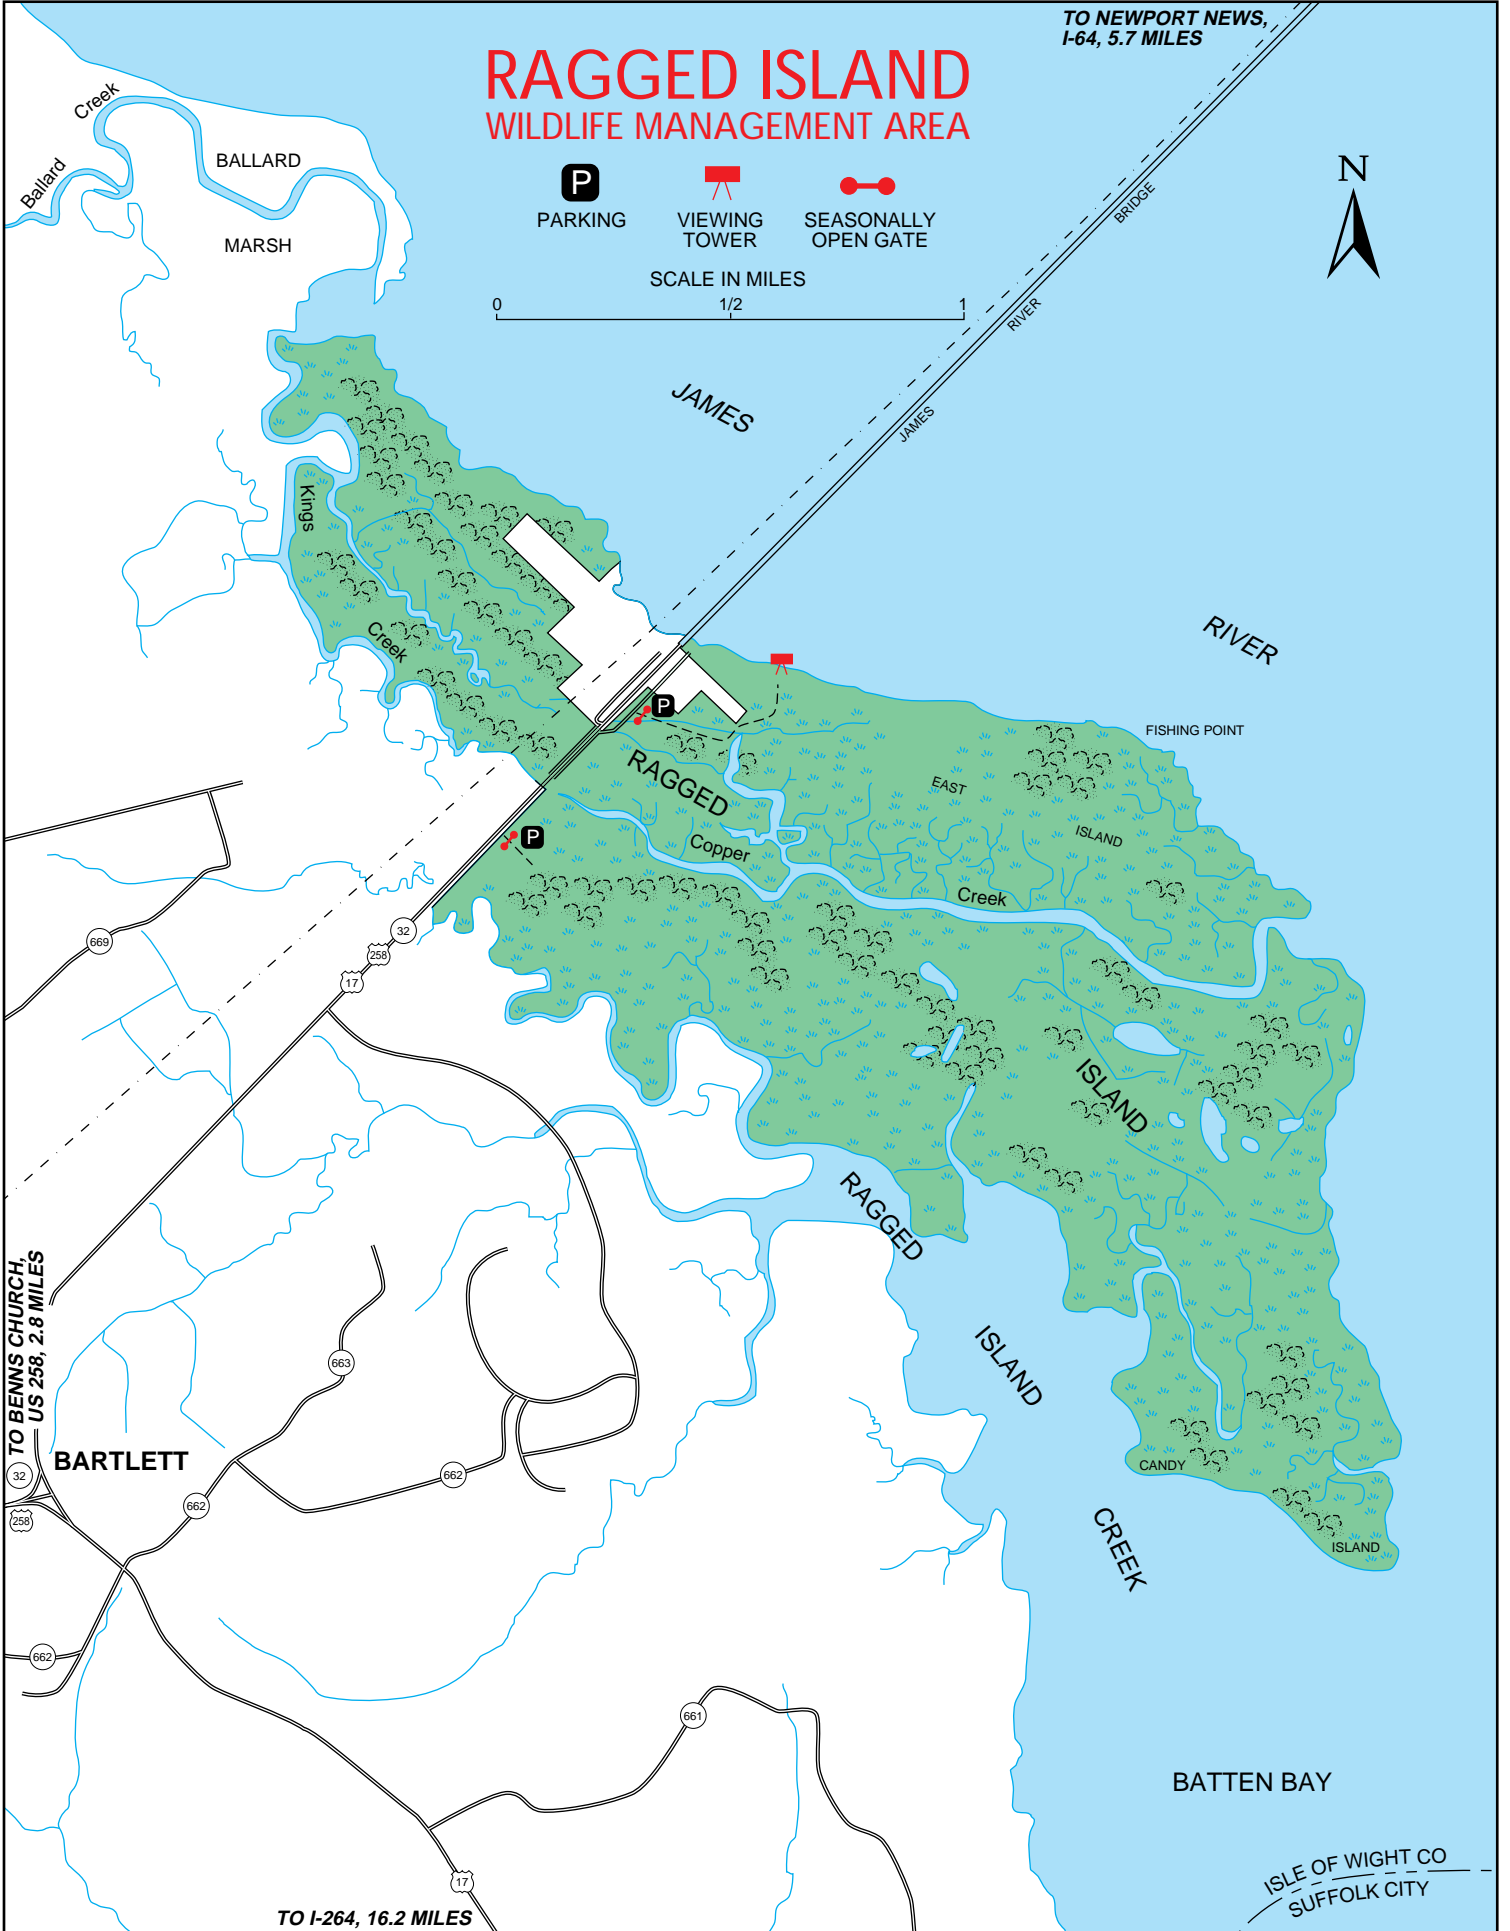 TO NEWPORT NEWS,
I-64, 5.7 MILES
RAGGED ISLAND
WILDLIFE MANAGEMENT AREA
P
PARKING
VIEWING
TOWER
SEASONALLY
OPEN GATE
SCALE IN MILES
0 1/2 1
N
Creek
Ballard
BALLARD
MARSH
BRIDGE
RIVER
JAMES
JAMES
RIVER
Kings
Creek
P
FISHING POINT
RAGGED
EAST
ISLAND
P
Copper
Creek
32
258
17
669
ISLAND
RAGGED
ISLAND
CREEK
TO BENNS CHURCH,
US 258, 2.8 MILES
663
BARTLETT
32
258
662
662
662
CANDY
ISLAND
661
BATTEN BAY
17
ISLE OF WIGHT CO
SUFFOLK CITY
TO I-264, 16.2 MILES